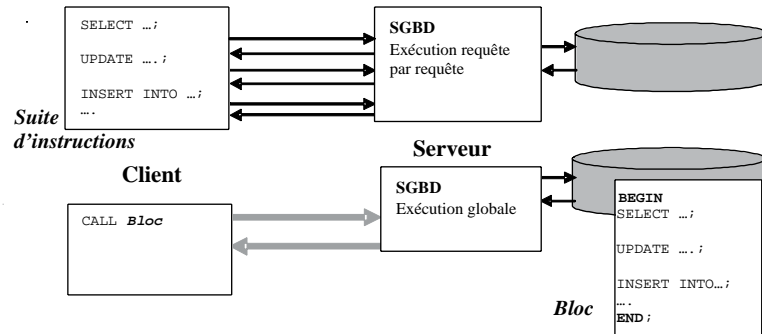 SELECT …;
UPDATE ….;
INSERT INTO …;
….
Suite
d’instructions
SGBD
Exécution requête
par requête
Client
Serveur
CALL Bloc
SGBD
Exécution globale
BEGIN
SELECT …;
UPDATE ….;
INSERT INTO…;
….
END;
Bloc